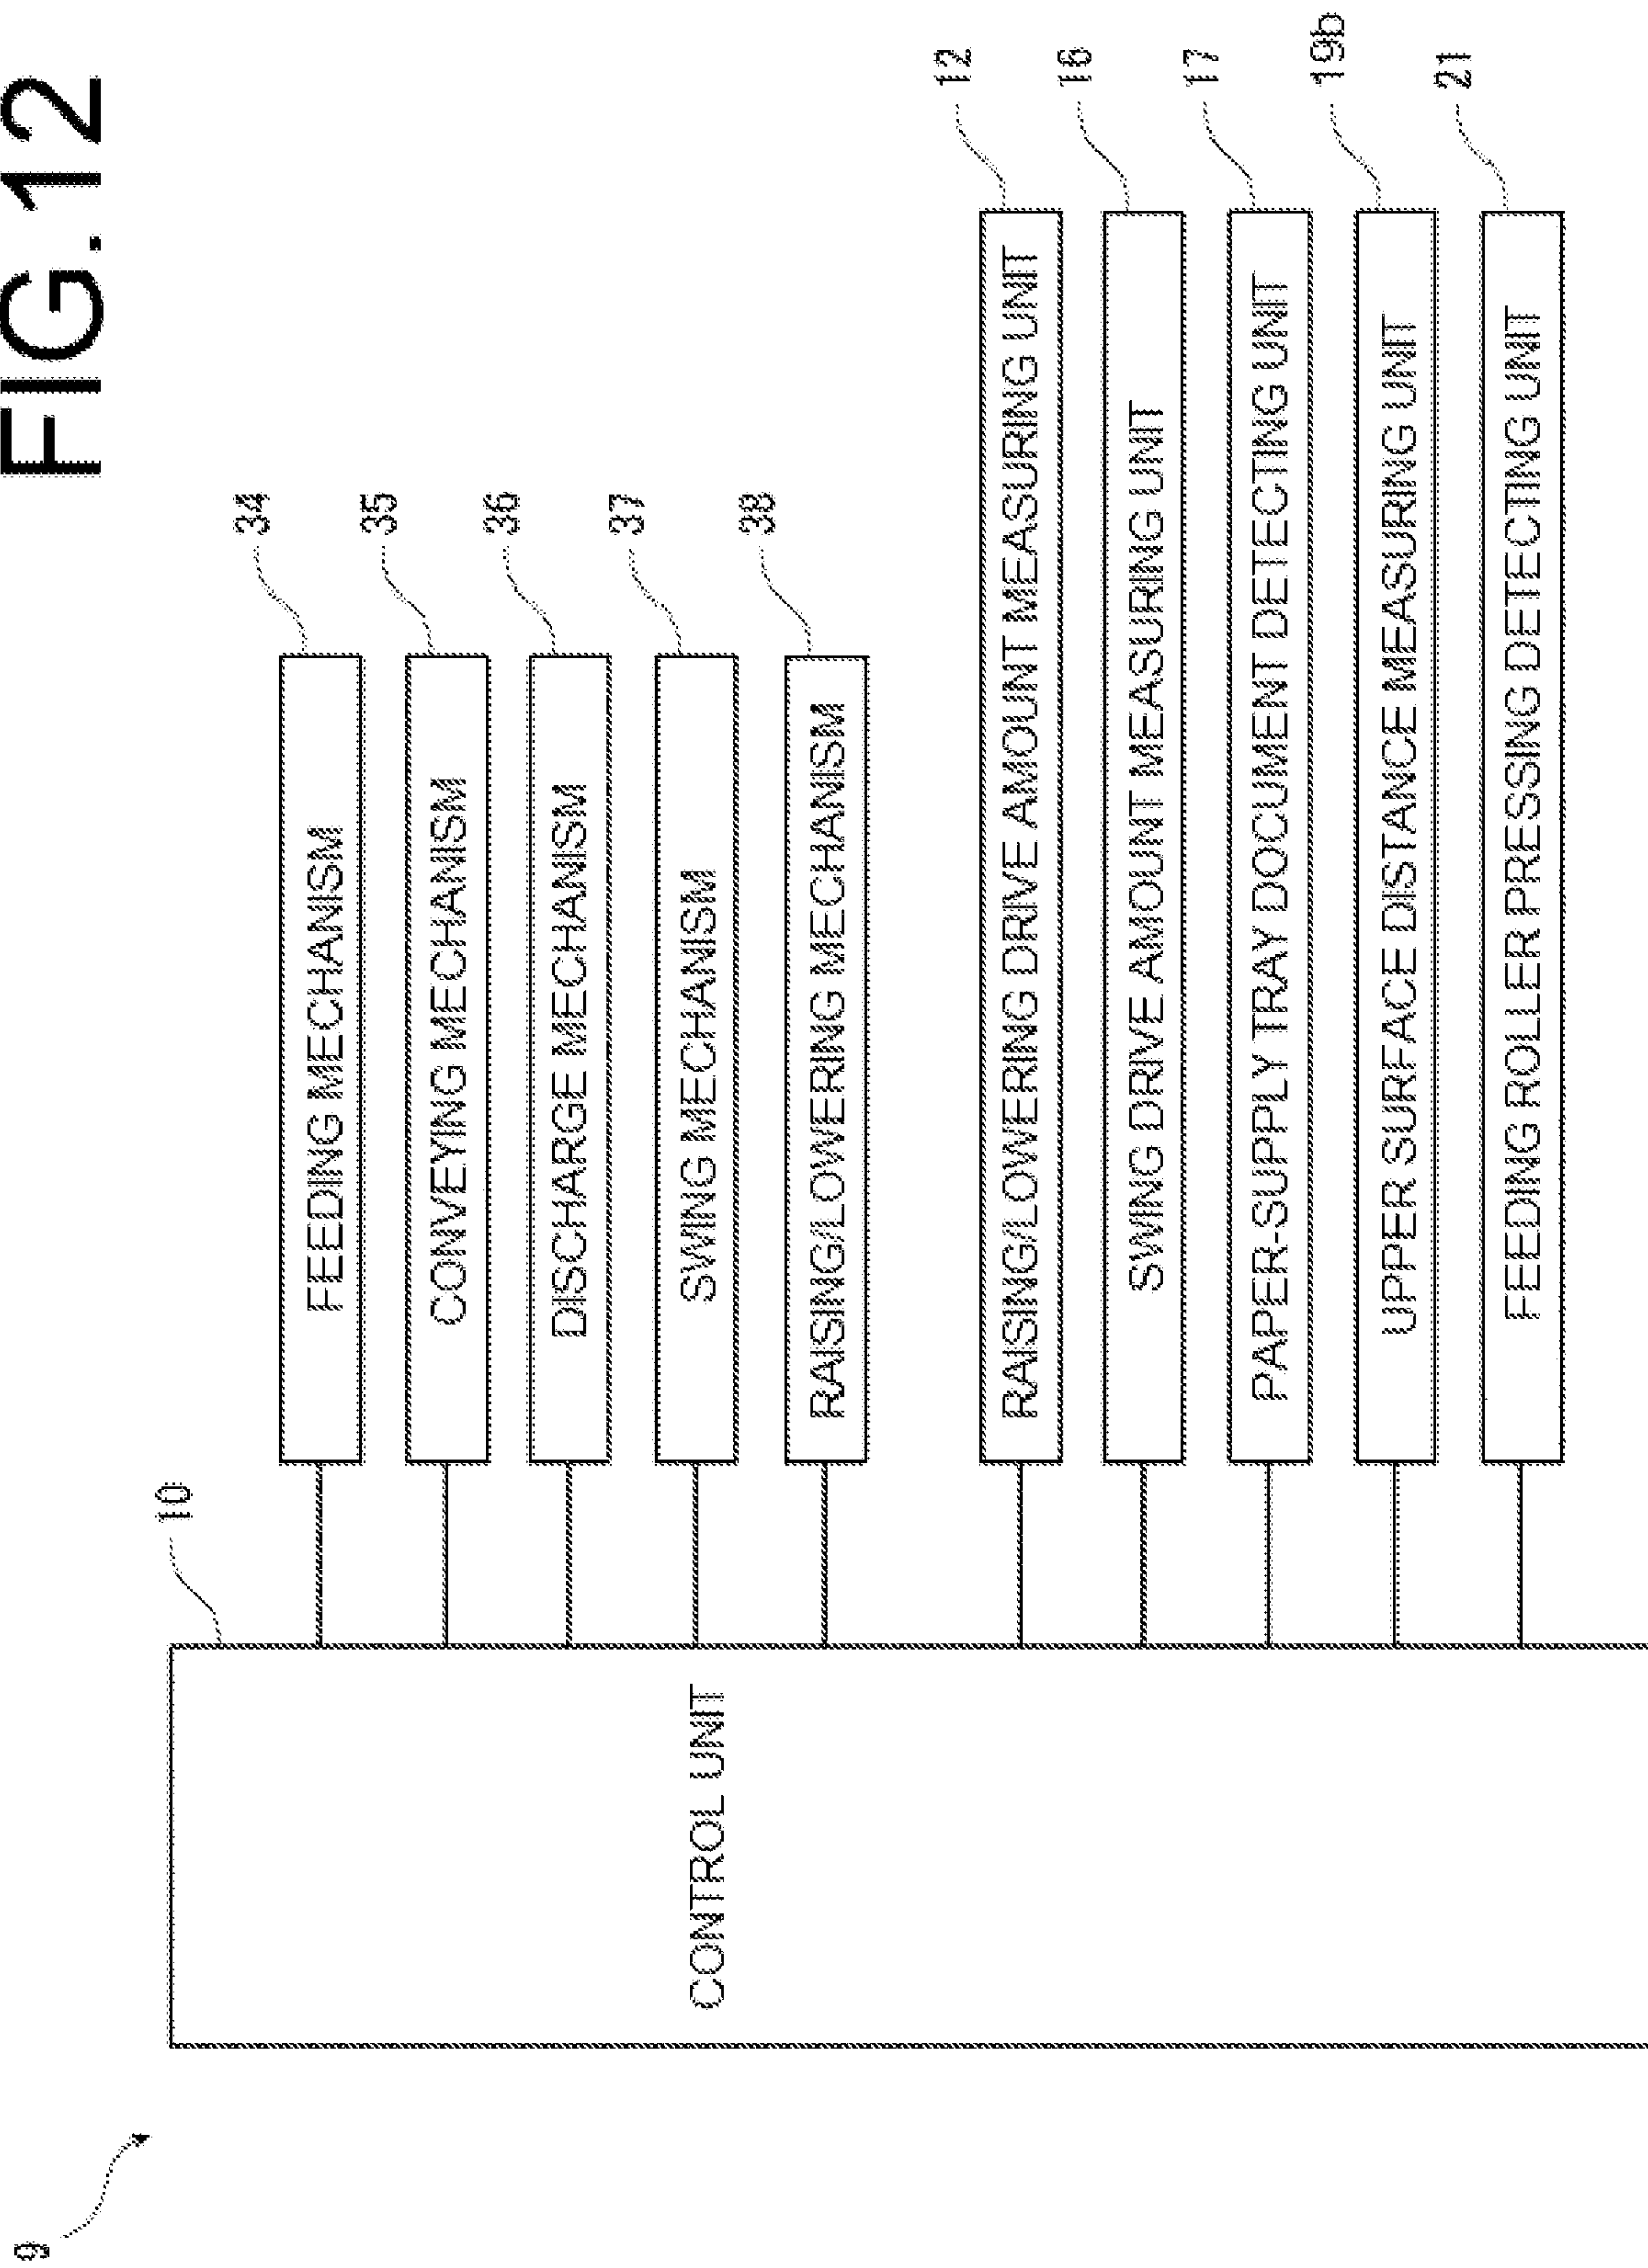 FIG.12
9
10
CONTROL UNIT
34
FEEDING MECHANISM
35
CONVEYING MECHANISM
36
DISCHARGE MECHANISM
37
SWING MECHANISM
38
RAISING/LOWERING MECHANISM
12
RAISING/LOWERING DRIVE AMOUNT MEASURING UNIT
16
SWING DRIVE AMOUNT MEASURING UNIT
17
PAPER-SUPPLY TRAY DOCUMENT DETECTING UNIT
19b
UPPER SURFACE DISTANCE MEASURING UNIT
21
FEEDING ROLLER PRESSING DETECTING UNIT